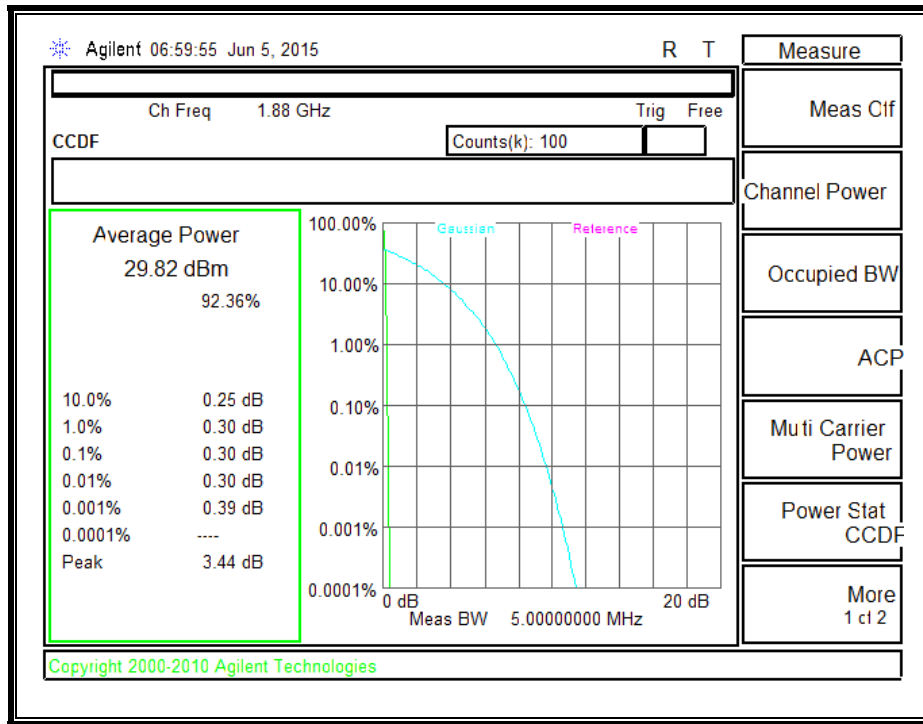 Agilent 06:59:55 Jun 5, 2015 R T
Ch Freq 1.88 GHz Trig Free
CCDF Counts(k): 100
Average Power
29.82 dBm
92.36%
10.0% 0.25 dB
1.0% 0.30 dB
0.1% 0.30 dB
0.01% 0.30 dB
0.001% 0.39 dB
0.0001% ----
Peak 3.44 dB
Gaussian Reference
100.00%
10.00%
1.00%
0.10%
0.01%
0.001%
0.0001%
0 dB 20 dB
Meas BW 5.00000000 MHz
Measure
Meas Off
Channel Power
Occupied BW
ACP
Multi Carrier
Power
Power Stat
CCDF
More
1 of 2
Copyright 2000-2010 Agilent Technologies